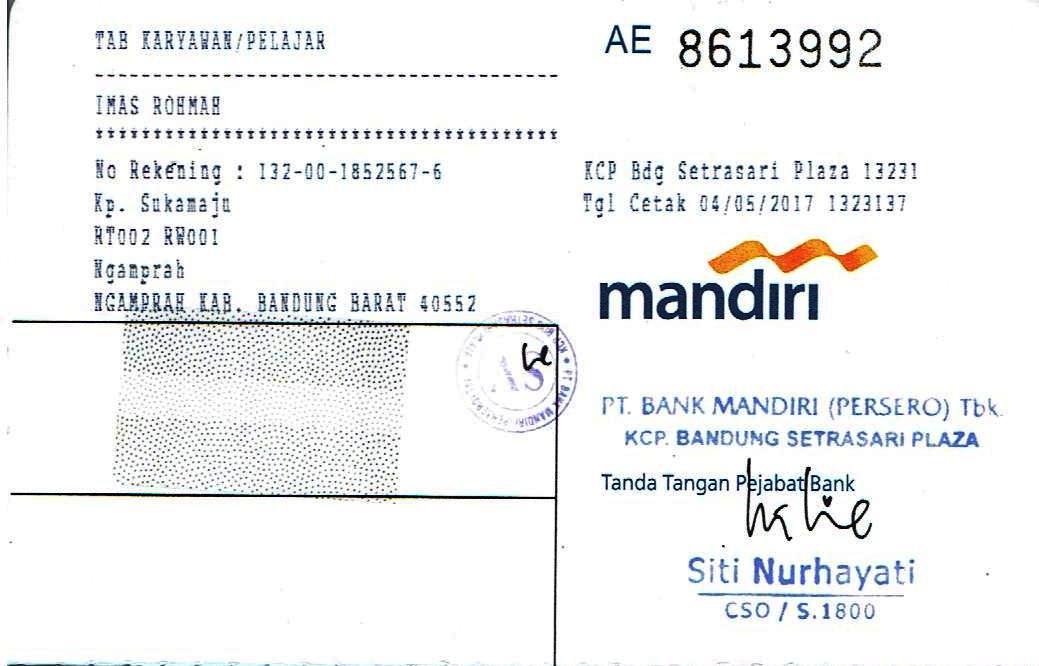 TAB KARYAWAN/PELAJAR
IMAS ROHMAH
No Rekening : 132-00-1852567-6
Kp. Sukamaju
RT002 RW001
Ngamprah
NGAMPRAH KAB. BANDUNG BARAT 40552
AE 8613992
KCP Bdg Setrasari Plaza 13231
Tgl Cetak 04/05/2017 1323137
mandiri
PT. BANK MANDIRI (PERSERO) Tbk.
KCP. BANDUNG SETRASARI PLAZA
Tanda Tangan Pejabat Bank
Siti Nurhayati
CSO / S.1800